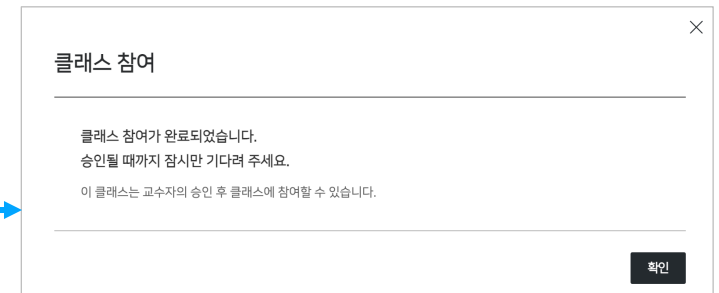 클래스 참여
클래스 참여가 완료되었습니다.
승인될 때까지 잠시만 기다려 주세요.
이 클래스는 교수자의 승인 후 클래스에 참여할 수 있습니다.
확인